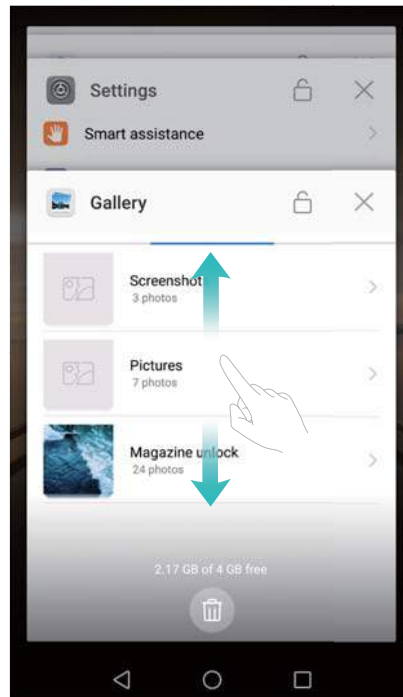 Settings
Smart assistance
Gallery
Screenshots
3 photos
Pictures
7 photos
Magazine unlock
24 photos
2.17 GB of 4 GB free